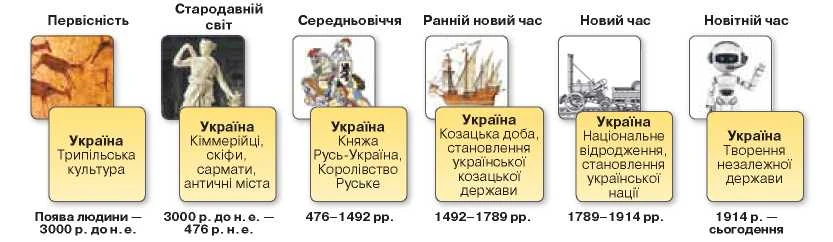 Первісність
Стародавній
світ
Середньовіччя
Ранній новий час
Новий час
Новітній час
Україна
Трипільська
культура
Україна
Кіммерійці,
скіфи,
сармати,
античні міста
Україна
Княжа
Русь-Україна,
Королівство
Руське
Україна
Козацька доба,
становлення
української
козацької
держави
Україна
Національне
відродження,
становлення
української
нації
Україна
Творення
незалежної
держави
Поява людини —
3000 р. до н. е.
3000 р. до н. е. —
476 р. н. е.
476–1492 рр.
1492–1789 рр.
1789–1914 рр.
1914 р. —
сьогодення